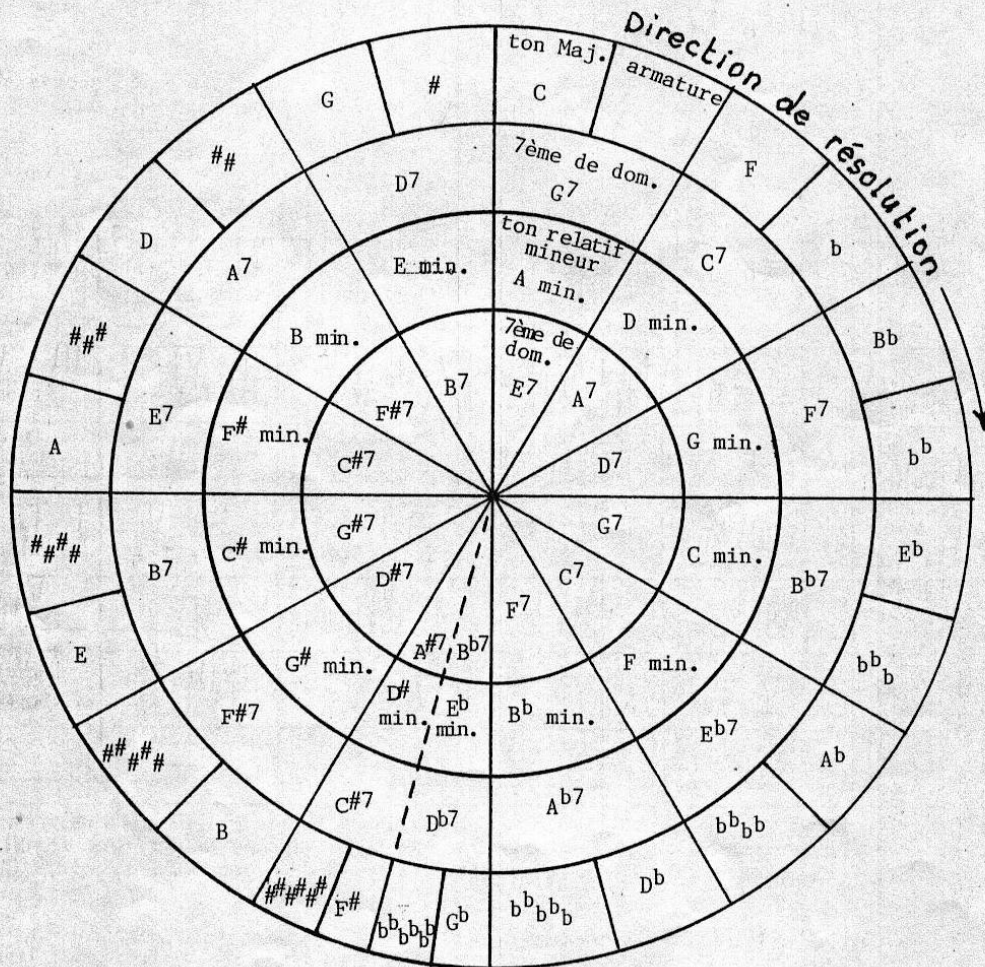 Direction de résolution
ton Maj.
C
armature
F
b
Bb
bb
Eb
bbb
Ab
bbbb
Db
bbbbb
Gb
bbbbbb
F#
######
B
#####
E
####
A
###
D
##
G
#
7ème de dom.
G7
C7
F7
Bb7
Eb7
Ab7
Db7
C#7
F#7
B7
E7
A7
D7
ton relatif
mineur
A min.
D min.
G min.
C min.
F min.
Bb min.
Eb
min.
D#
min.
G# min.
C# min.
F# min.
B min.
E min.
7ème de
dom.
E7
A7
D7
G7
C7
F7
Bb7
A#7
D#7
G#7
C#7
F#7
B7